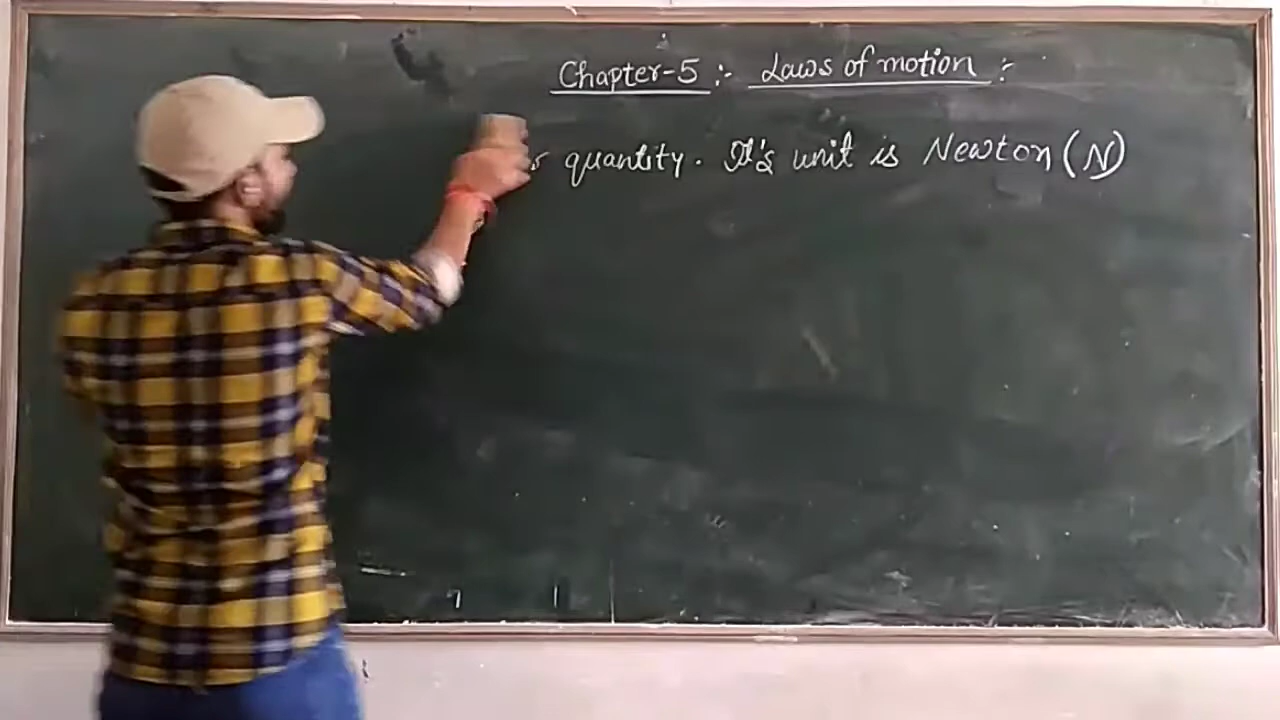 Chapter-5 :- Laws of motion :-
quantity. It's unit is Newton (N)